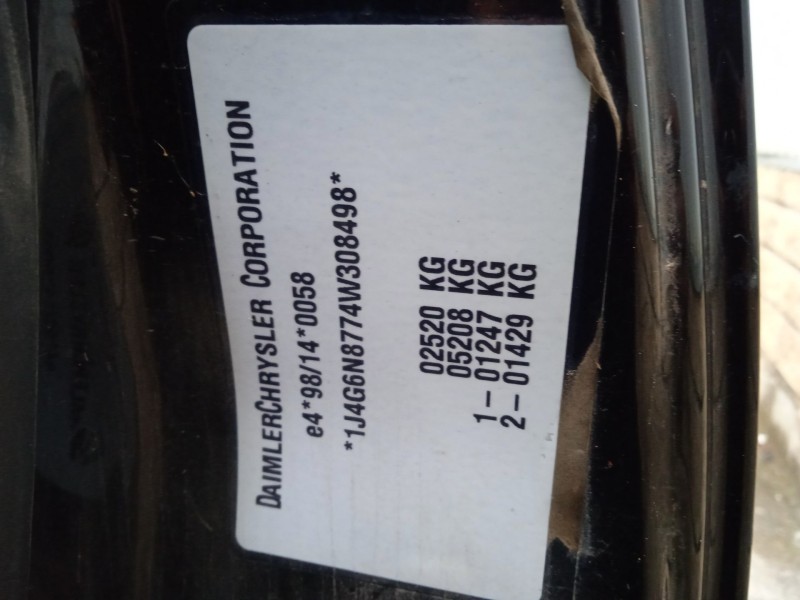 DAIMLERCHRYSLER CORPORATION
e4*98/14*0058
*1J4G6N8774W308498*
02520 KG
05208 KG
1-01247 KG
2-01429 KG